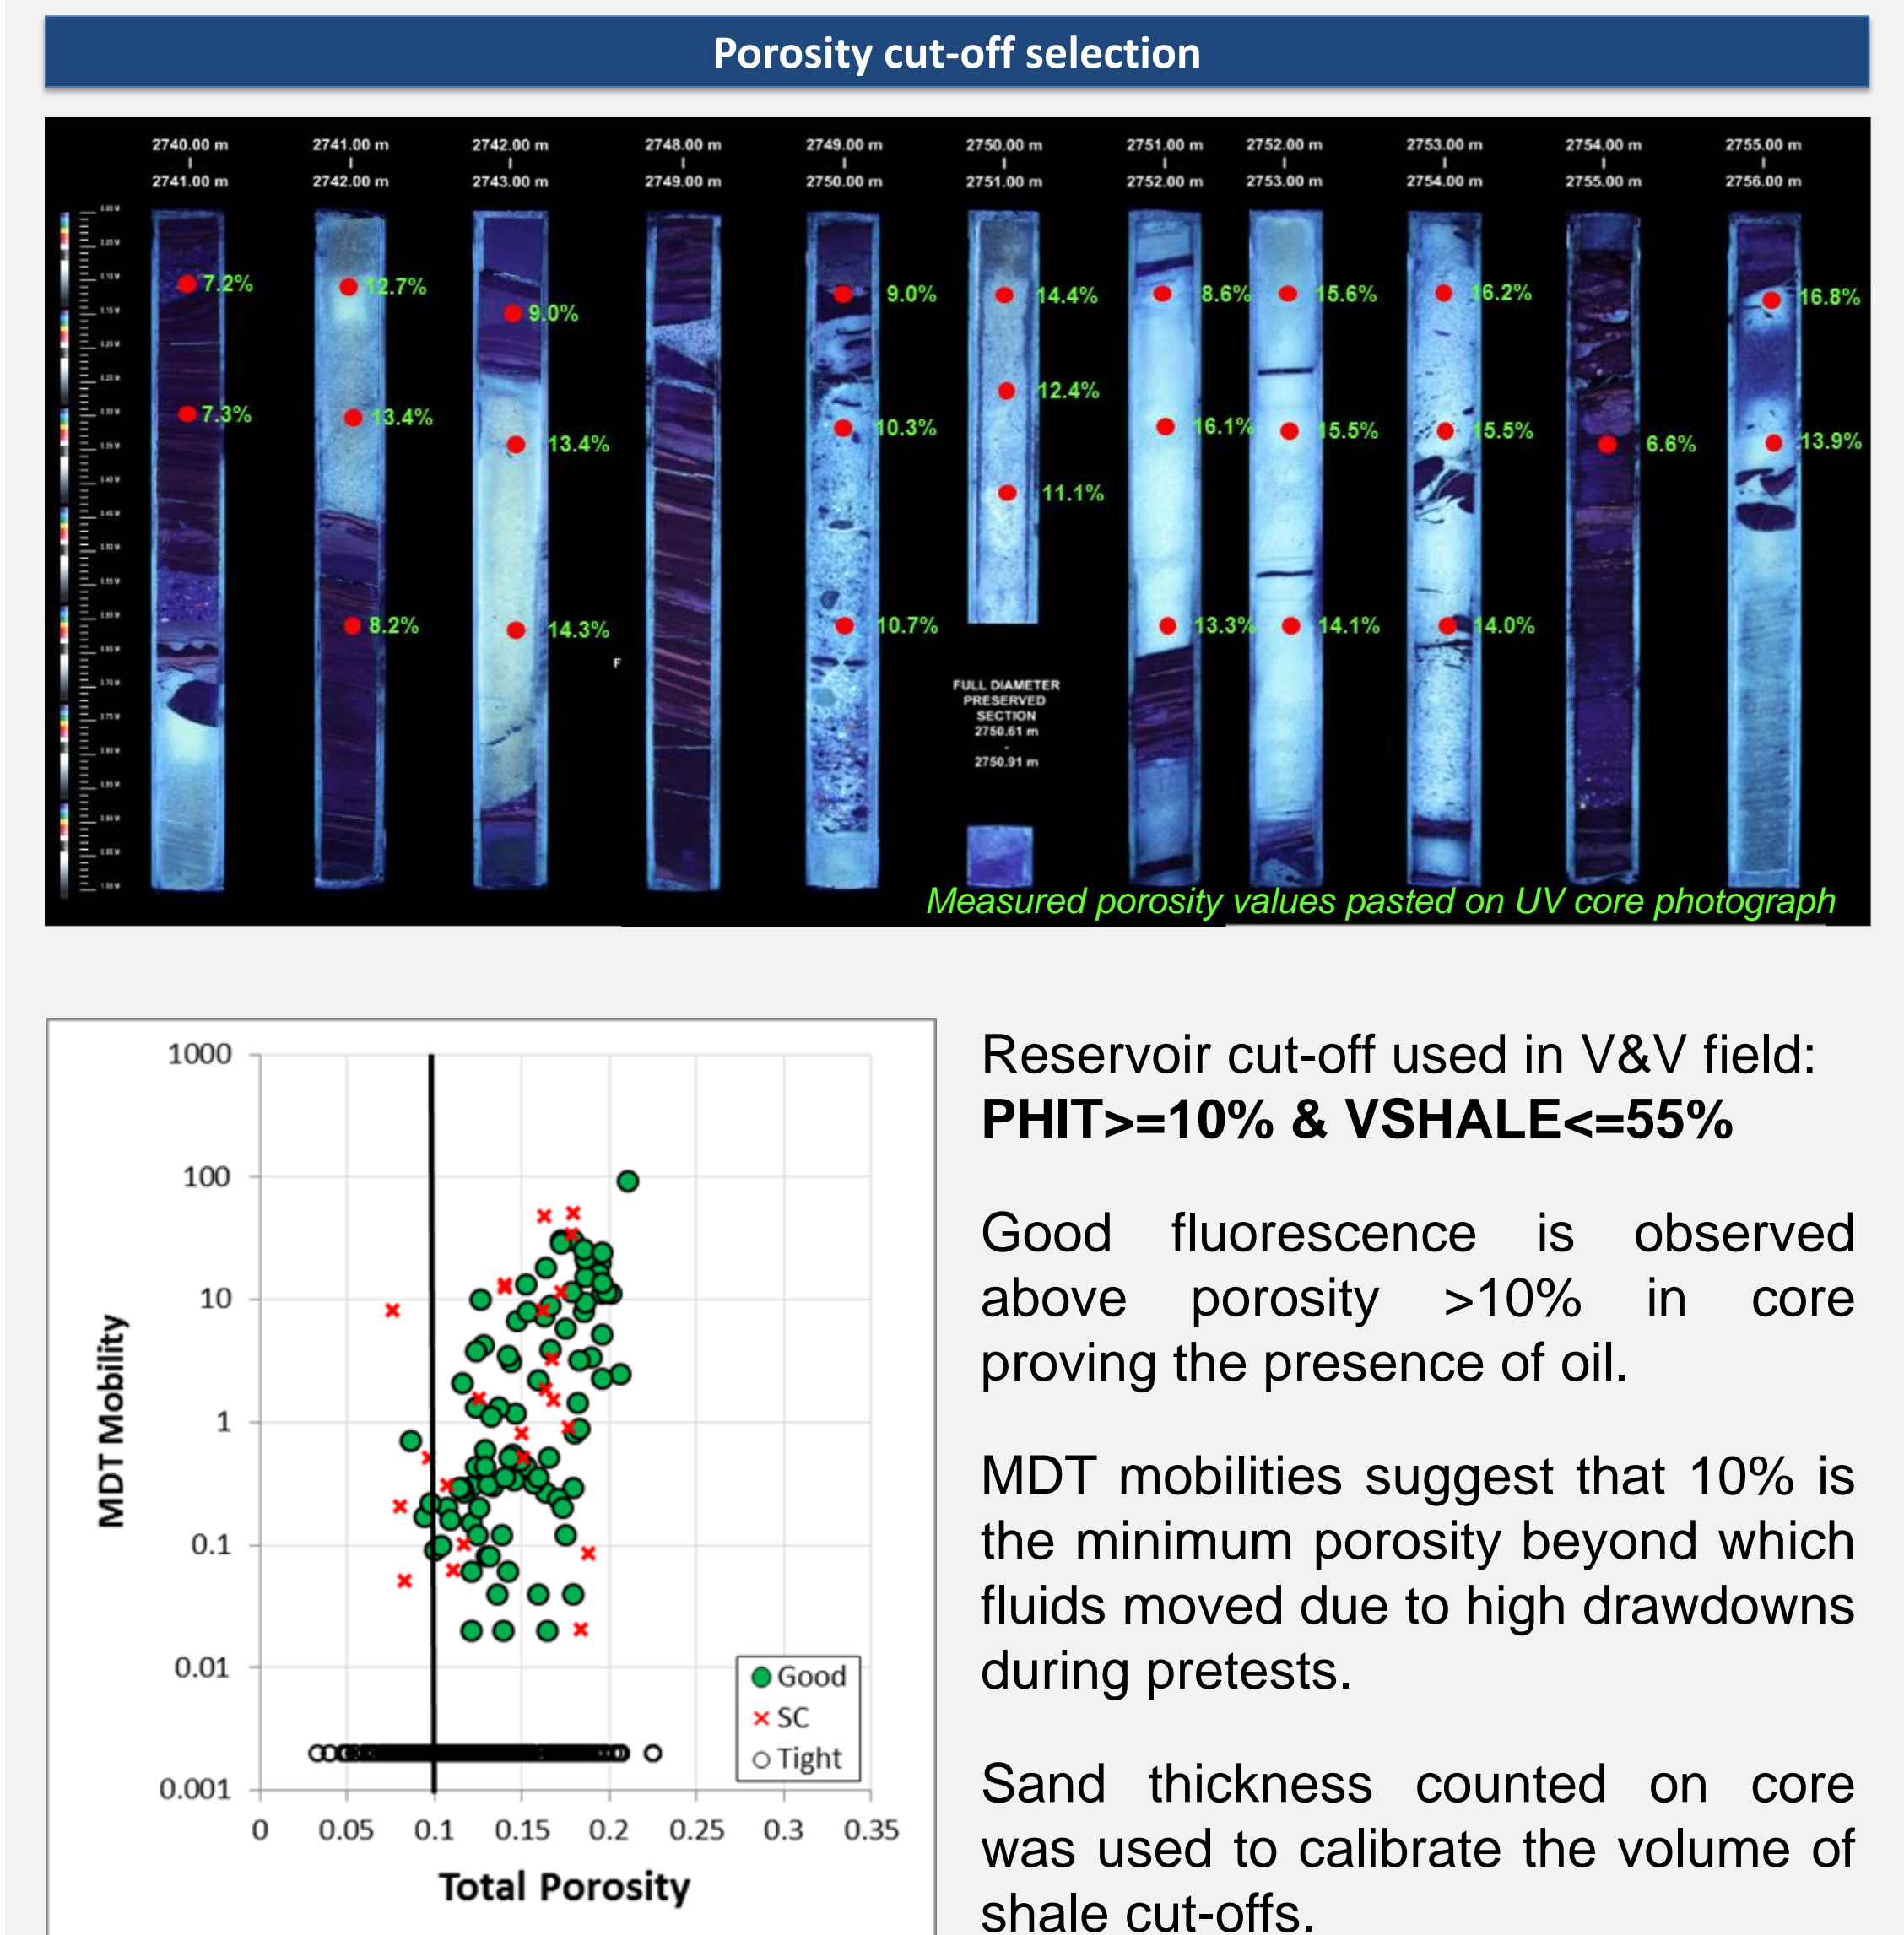 Porosity cut-off selection
2740.00 m 2741.00 m 2742.00 m 2748.00 m 2749.00 m 2750.00 m 2751.00 m 2752.00 m 2753.00 m 2754.00 m 2755.00 m
2741.00 m 2742.00 m 2743.00 m 2749.00 m 2750.00 m 2751.00 m 2752.00 m 2753.00 m 2754.00 m 2755.00 m 2756.00 m
7.2% 12.7% 9.0% 9.0% 14.4% 8.6% 15.6% 16.2% 16.8%
7.3% 13.4% 13.4% 10.3% 12.4% 16.1% 15.5% 15.5% 6.6% 13.9%
11.1%
8.2% 14.3% 10.7% 13.3% 14.1% 14.0%
F
FULL DIAMETER
PRESERVED
SECTION
2750.61 m
-
2750.91 m
Measured porosity values pasted on UV core photograph
1000
100
10
1
0.1
0.01
0.001
MDT Mobility
Good
SC
Tight
0 0.05 0.1 0.15 0.2 0.25 0.3 0.35
Total Porosity
Reservoir cut-off used in V&V field:
PHIT>=10% & VSHALE<=55%
Good fluorescence is observed
above porosity >10% in core
proving the presence of oil.
MDT mobilities suggest that 10% is
the minimum porosity beyond which
fluids moved due to high drawdowns
during pretests.
Sand thickness counted on core
was used to calibrate the volume of
shale cut-offs.